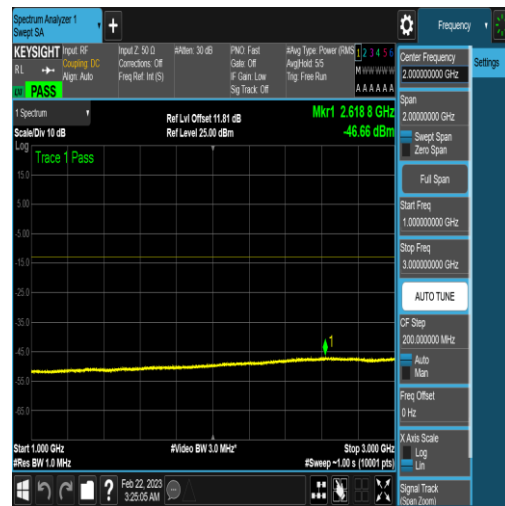 Spectrum Analyzer 1
Swept SA
Frequency
KEYSIGHT
Input: RF
Input Z: 50 Ω
#Atten: 30 dB
PNO: Fast
#Avg Type: Power (RMS
1 2 3 4 5 6
RL
Coupling: DC
Corrections: Off
Gate: Off
Avg|Hold: 5/5
M W W W W W
Align: Auto
Freq Ref: Int (S)
IF Gain: Low
Trig: Free Run
LXI
PASS
Sig Track: Off
A A A A A A
1 Spectrum
Ref Lvl Offset 11.81 dB
Mkr1 2.618 8 GHz
Scale/Div 10 dB
Ref Level 25.00 dBm
-46.66 dBm
Log
Trace 1 Pass
15.0
5.00
-5.00
-15.0
-25.0
-35.0
-45.0
-55.0
-65.0
1
Start 1.000 GHz
#Video BW 3.0 MHz*
Stop 3.000 GHz
#Res BW 1.0 MHz
#Sweep ~1.00 s (10001 pts)
?
Feb 22, 2023
3:25:05 AM
Center Frequency
2.000000000 GHz
Settings
Span
2.00000000 GHz
Swept Span
Zero Span
Full Span
Start Freq
1.000000000 GHz
Stop Freq
3.000000000 GHz
AUTO TUNE
CF Step
200.000000 MHz
Auto
Man
Freq Offset
0 Hz
X Axis Scale
Log
Lin
Signal Track
(Span Zoom)